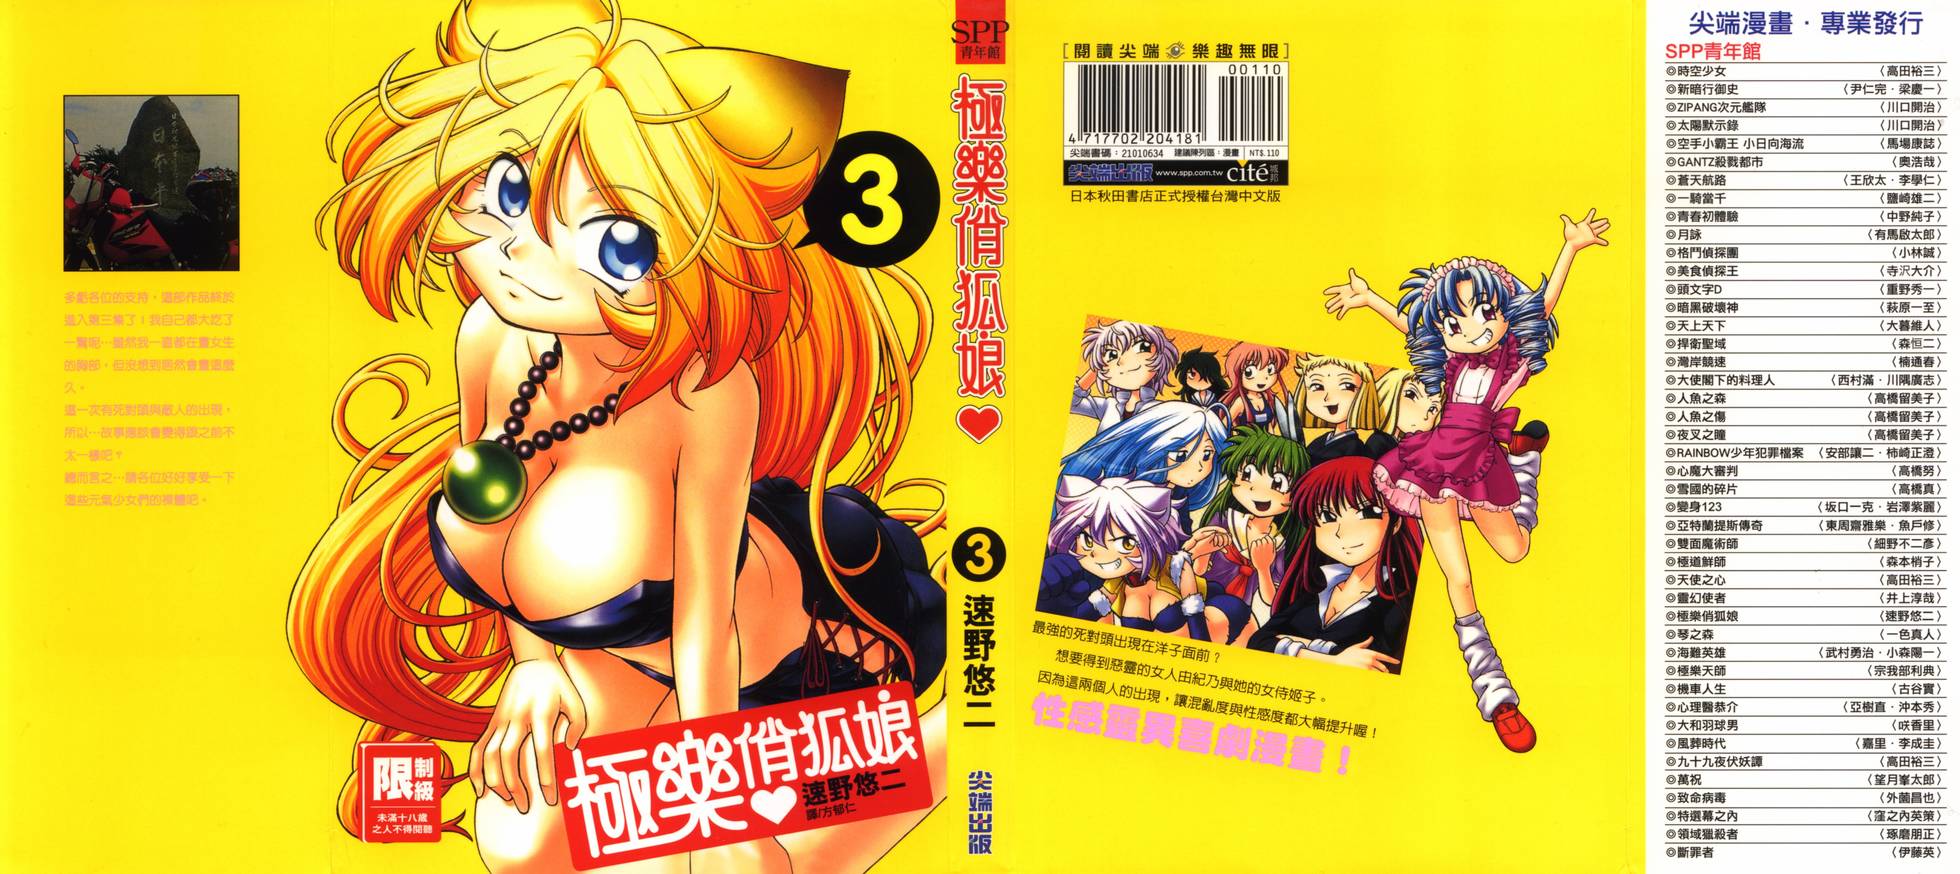 日本平
多虧各位的支持，這部作品終於
進入第三集了！我自己都大吃了
一驚呢…雖然我一直都在畫女生
的胸部，但沒想到居然會畫這麼
久。
這一次有死對頭與敵人的出現，
所以…故事應該會變得跟之前不
太一樣吧？
總而言之…請各位好好享受一下
這些元氣少女們的裸體吧。
3
限制級
未滿十八歲
之人不得閱聽
極樂♥俏狐娘
速野悠二
譯/方郁仁
SPP
青年館
極樂俏狐娘♥
3
速野悠二
尖端出版
[閱讀尖端 樂趣無限]
00110
4 717702 204181
尖端書碼：21010634 建議陳列區：漫畫 NT$.110
尖端出版 www.spp.com.tw cité 城邦
日本秋田書店正式授權台灣中文版
最強的死對頭出現在洋子面前？
想要得到惡靈的女人由紀乃與她的女侍姬子。
因為這兩個人的出現，讓混亂度與性感度都大幅提升喔！
性感靈異喜劇漫畫！
尖端漫畫・專業發行
SPP青年館
◎時空少女〈高田裕三〉
◎新暗行御史〈尹仁完・梁慶一〉
◎ZIPANG次元艦隊〈川口開治〉
◎太陽默示錄〈川口開治〉
◎空手小霸王 小日向海流〈馬場康誌〉
◎GANTZ殺戮都市〈奧浩哉〉
◎蒼天航路〈王欣太・李學仁〉
◎一騎當千〈鹽崎雄二〉
◎青春初體驗〈中野純子〉
◎月詠〈有馬啟太郎〉
◎格鬥偵探團〈小林誠〉
◎美食偵探王〈寺沢大介〉
◎頭文字D〈重野秀一〉
◎暗黑破壞神〈萩原一至〉
◎天上天下〈大暮維人〉
◎捍衛聖域〈森恒二〉
◎灣岸競速〈楠通春〉
◎大使閣下的料理人〈西村滿・川隅廣志〉
◎人魚之森〈高橋留美子〉
◎人魚之傷〈高橋留美子〉
◎夜叉之瞳〈高橋留美子〉
◎RAINBOW少年犯罪檔案〈安部讓二・柿崎正澄〉
◎心魔大審判〈高橋努〉
◎雪國的碎片〈高橋真〉
◎變身123〈坂口一克・岩澤紫麗〉
◎亞特蘭提斯傳奇〈東周齋雅樂・魚戶修〉
◎雙面魔術師〈細野不二彥〉
◎極道鮮師〈森本梢子〉
◎天使之心〈高田裕三〉
◎靈幻使者〈井上淳哉〉
◎極樂俏狐娘〈速野悠二〉
◎琴之森〈一色真人〉
◎海難英雄〈武村勇治・小森陽一〉
◎極樂天師〈宗我部利典〉
◎機車人生〈古谷實〉
◎心理醫恭介〈亞樹直・沖本秀〉
◎大和羽球男〈咲香里〉
◎風葬時代〈嘉里・李成圭〉
◎九十九夜伏妖譚〈高田裕三〉
◎萬祝〈望月峯太郎〉
◎致命病毒〈外薗昌也〉
◎特選幕之內〈窪之內英策〉
◎領域獵殺者〈琢磨朋正〉
◎斷罪者〈伊藤英〉